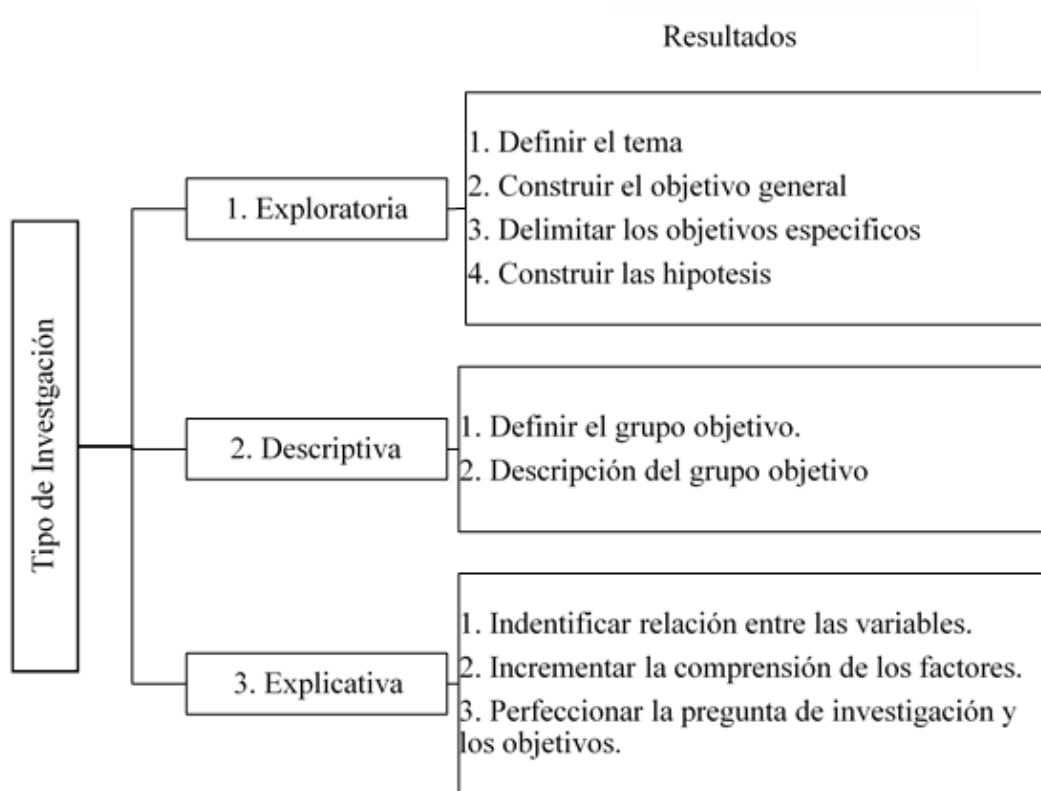 Resultados
Tipo de Investgación
1. Exploratoria
1. Definir el tema
2. Construir el objetivo general
3. Delimitar los objetivos especificos
4. Construir las hipotesis
2. Descriptiva
1. Definir el grupo objetivo.
2. Descripción del grupo objetivo
3. Explicativa
1. Indentificar relación entre las variables.
2. Incrementar la comprensión de los factores.
3. Perfeccionar la pregunta de investigación y
los objetivos.